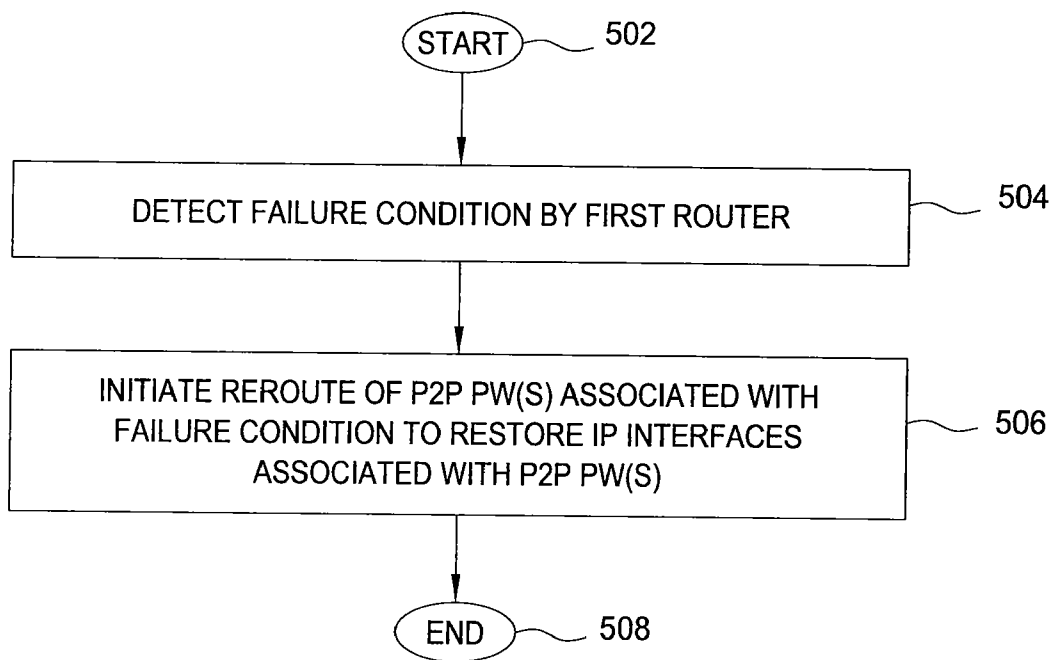 START
502
DETECT FAILURE CONDITION BY FIRST ROUTER
504
INITIATE REROUTE OF P2P PW(S) ASSOCIATED WITH
FAILURE CONDITION TO RESTORE IP INTERFACES
ASSOCIATED WITH P2P PW(S)
506
END
508